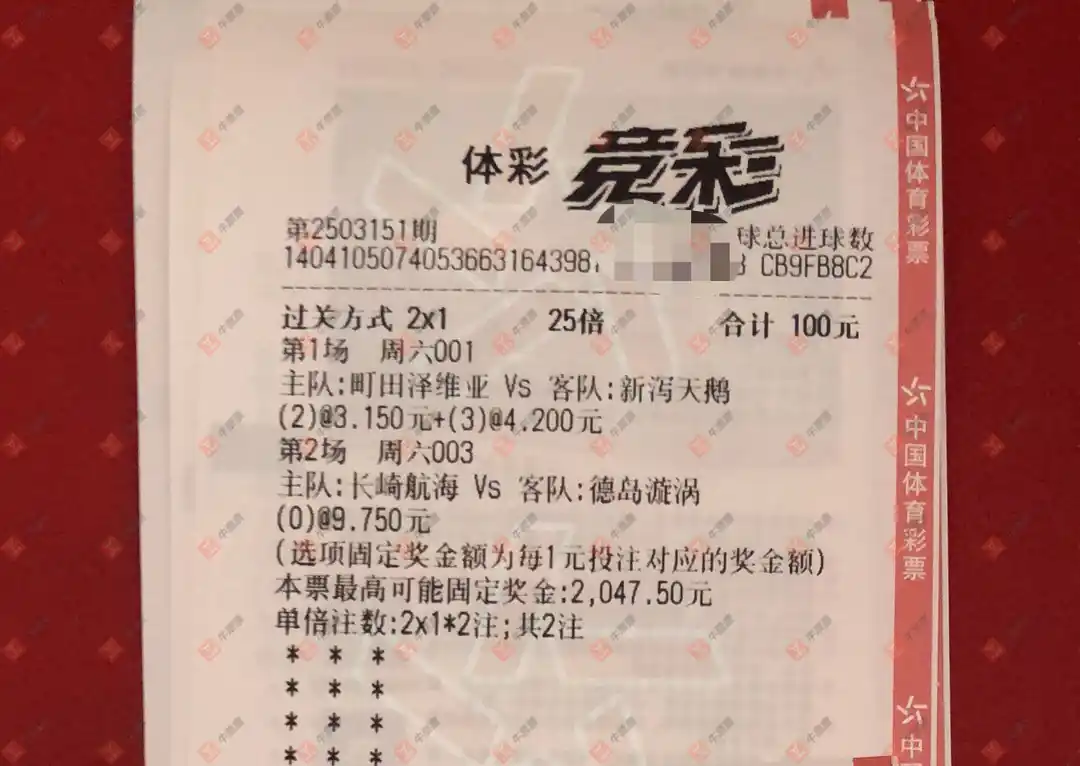 体彩 竞彩
第2503151期
球总进球数
140410507405366316439８ CB9FB8C2
过关方式 2x1 25倍 合计 100元
第1场 周六001
主队:町田泽维亚 Vs 客队:新泻天鹅
(2)@3.150元+(3)@4.200元
第2场 周六003
主队:长崎航海 Vs 客队:德岛漩涡
(0)@9.750元
(选项固定奖金额为每1元投注对应的奖金额)
本票最高可能固定奖金:2,047.50元
单倍注数:2x1*2注;共2注
* * *
* * *
* * *
* * *
中国体育彩票
中国体育彩票
中